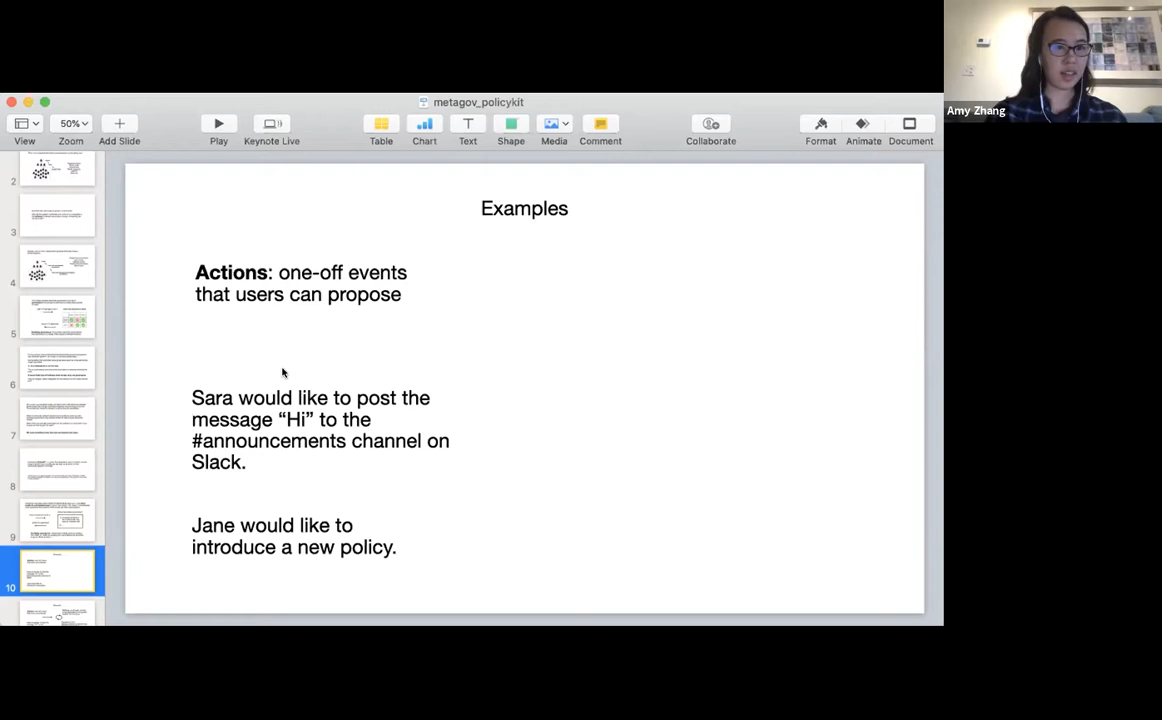 Amy Zhang
metagov_policykit
50%
View
Zoom
Add Slide
Play
Keynote Live
Table
Chart
Text
Shape
Media
Comment
Collaborate
Format
Animate
Document
2
3
4
5
6
7
8
9
10
Examples
Actions: one-off events
that users can propose
Sara would like to post the
message “Hi” to the
#announcements channel on
Slack.
Jane would like to
introduce a new policy.